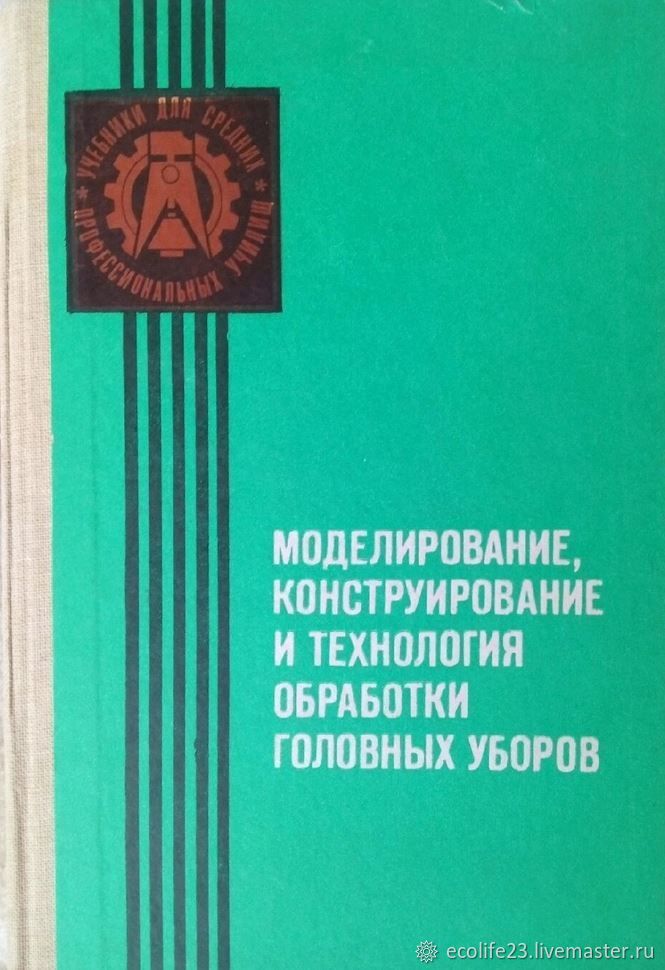 * УЧЕБНИКИ ДЛЯ СРЕДНИХ *
ПРОФЕССИОНАЛЬНЫХ УЧИЛИЩ
МОДЕЛИРОВАНИЕ,
КОНСТРУИРОВАНИЕ
И ТЕХНОЛОГИЯ
ОБРАБОТКИ
ГОЛОВНЫХ УБОРОВ
ecolife23.livemaster.ru